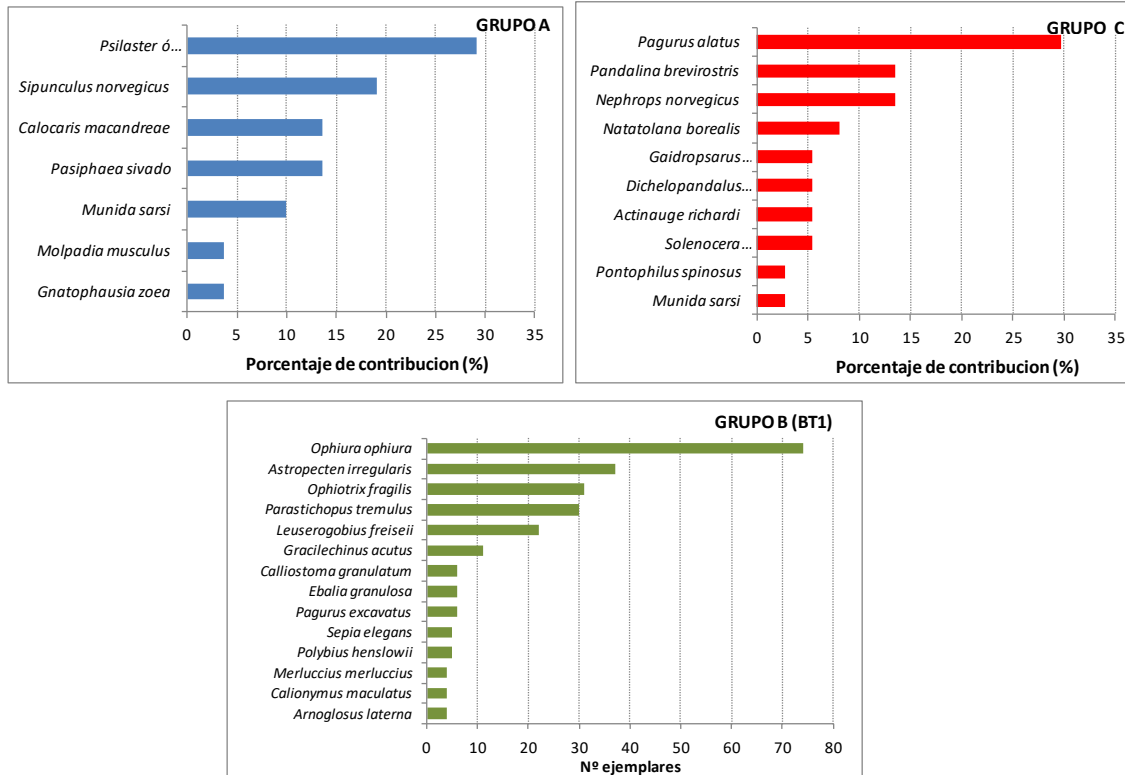 GRUPO A
Psilaster ó…
Sipunculus norvegicus
Calocaris macandreae
Pasiphaea sivado
Munida sarsi
Molpadia musculus
Gnatophausia zoea
0 5 10 15 20 25 30 35
Porcentaje de contribucion (%)
GRUPO C
Pagurus alatus
Pandalina brevirostris
Nephrops norvegicus
Natatolana borealis
Gaidropsarus…
Dichelopandalus…
Actinauge richardi
Solenocera…
Pontophilus spinosus
Munida sarsi
0 5 10 15 20 25 30 35
Porcentaje de contribucion (%)
GRUPO B (BT1)
Ophiura ophiura
Astropecten irregularis
Ophiotrix fragilis
Parastichopus tremulus
Leuserogobius freiseii
Gracilechinus acutus
Calliostoma granulatum
Ebalia granulosa
Pagurus excavatus
Sepia elegans
Polybius henslowii
Merluccius merluccius
Calionymus maculatus
Arnoglosus laterna
0 10 20 30 40 50 60 70 80
Nº ejemplares